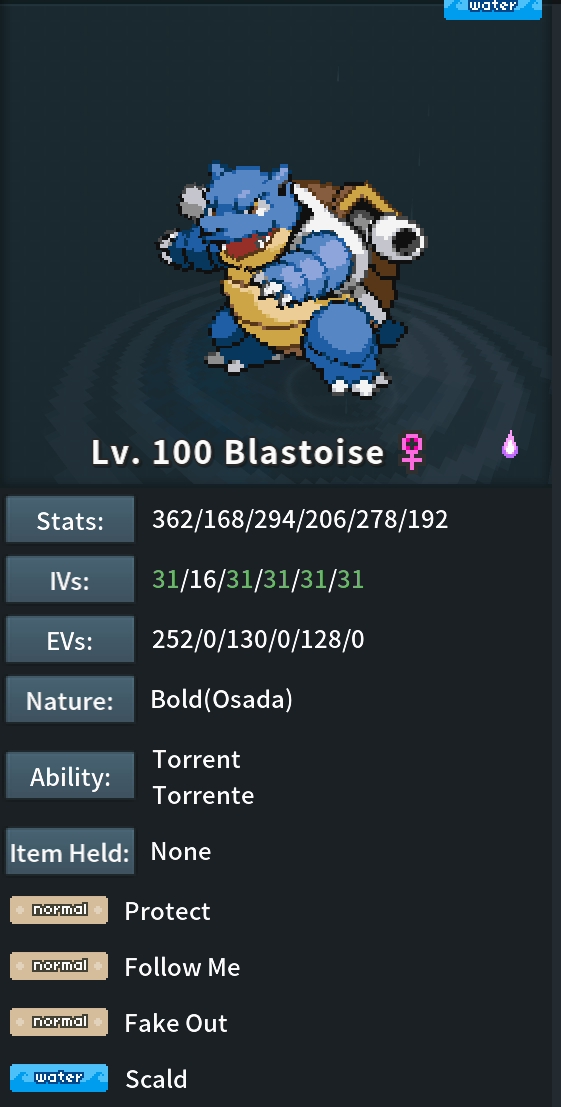 water
Lv. 100 Blastoise ♀
Stats: 362/168/294/206/278/192
IVs: 31/16/31/31/31/31
EVs: 252/0/130/0/128/0
Nature: Bold(Osada)
Ability: Torrent
Torrente
Item Held: None
normal Protect
normal Follow Me
normal Fake Out
water Scald